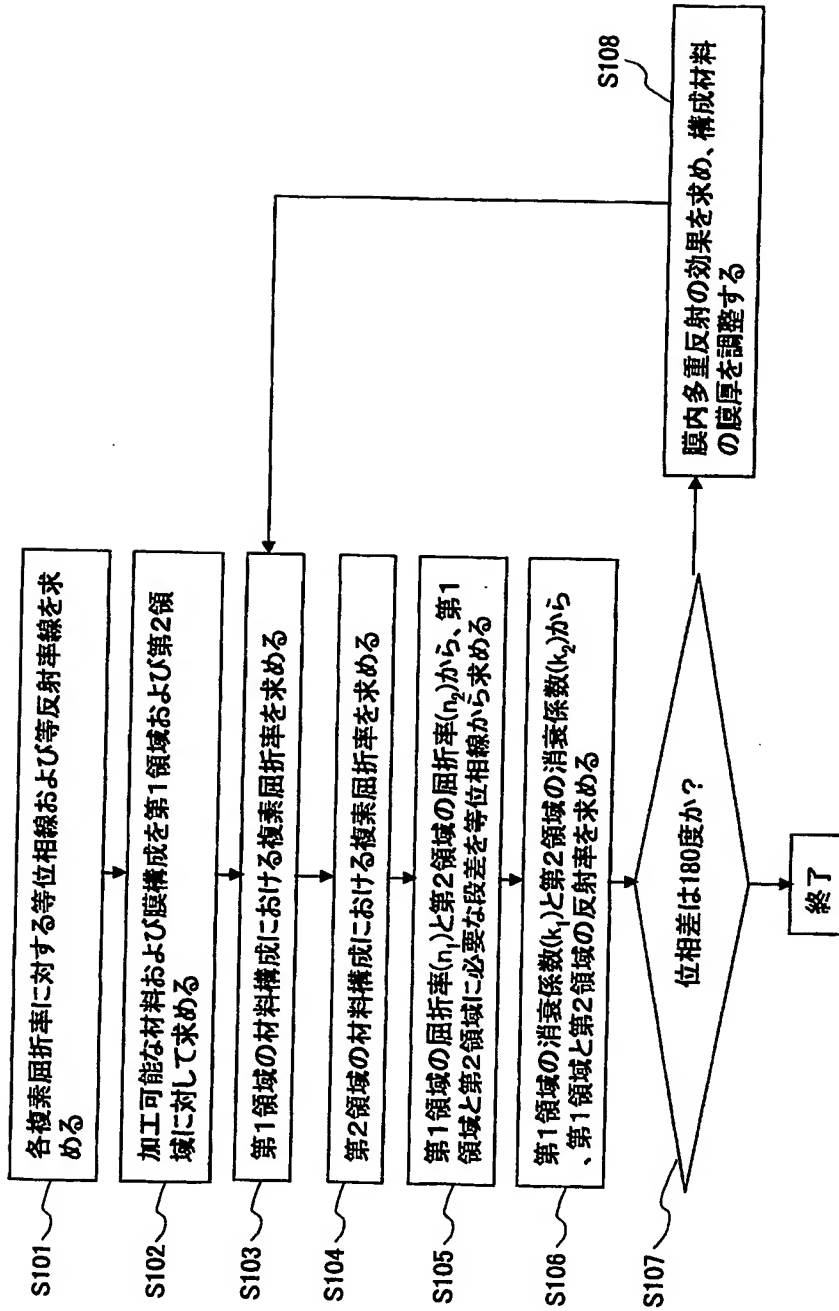 S101
各複素屈折率に対する等位相線および等反射率線を求
める
S102
加工可能な材料および膜構成を第1領域および第2領
域に対して求める
S103
第1領域の材料構成における複素屈折率を求める
S104
第2領域の材料構成における複素屈折率を求める
S105
第1領域の屈折率(n₁)と第2領域の屈折率(n₂)から、第1
領域と第2領域に必要な段差を等位相線から求める
S106
第1領域の消衰係数(k₁)と第2領域の消衰係数(k₂)から
、第1領域と第2領域の反射率を求める
S107
位相差は180度か?
終了
S108
膜内多重反射の効果を求め、構成材料
の膜厚を調整する